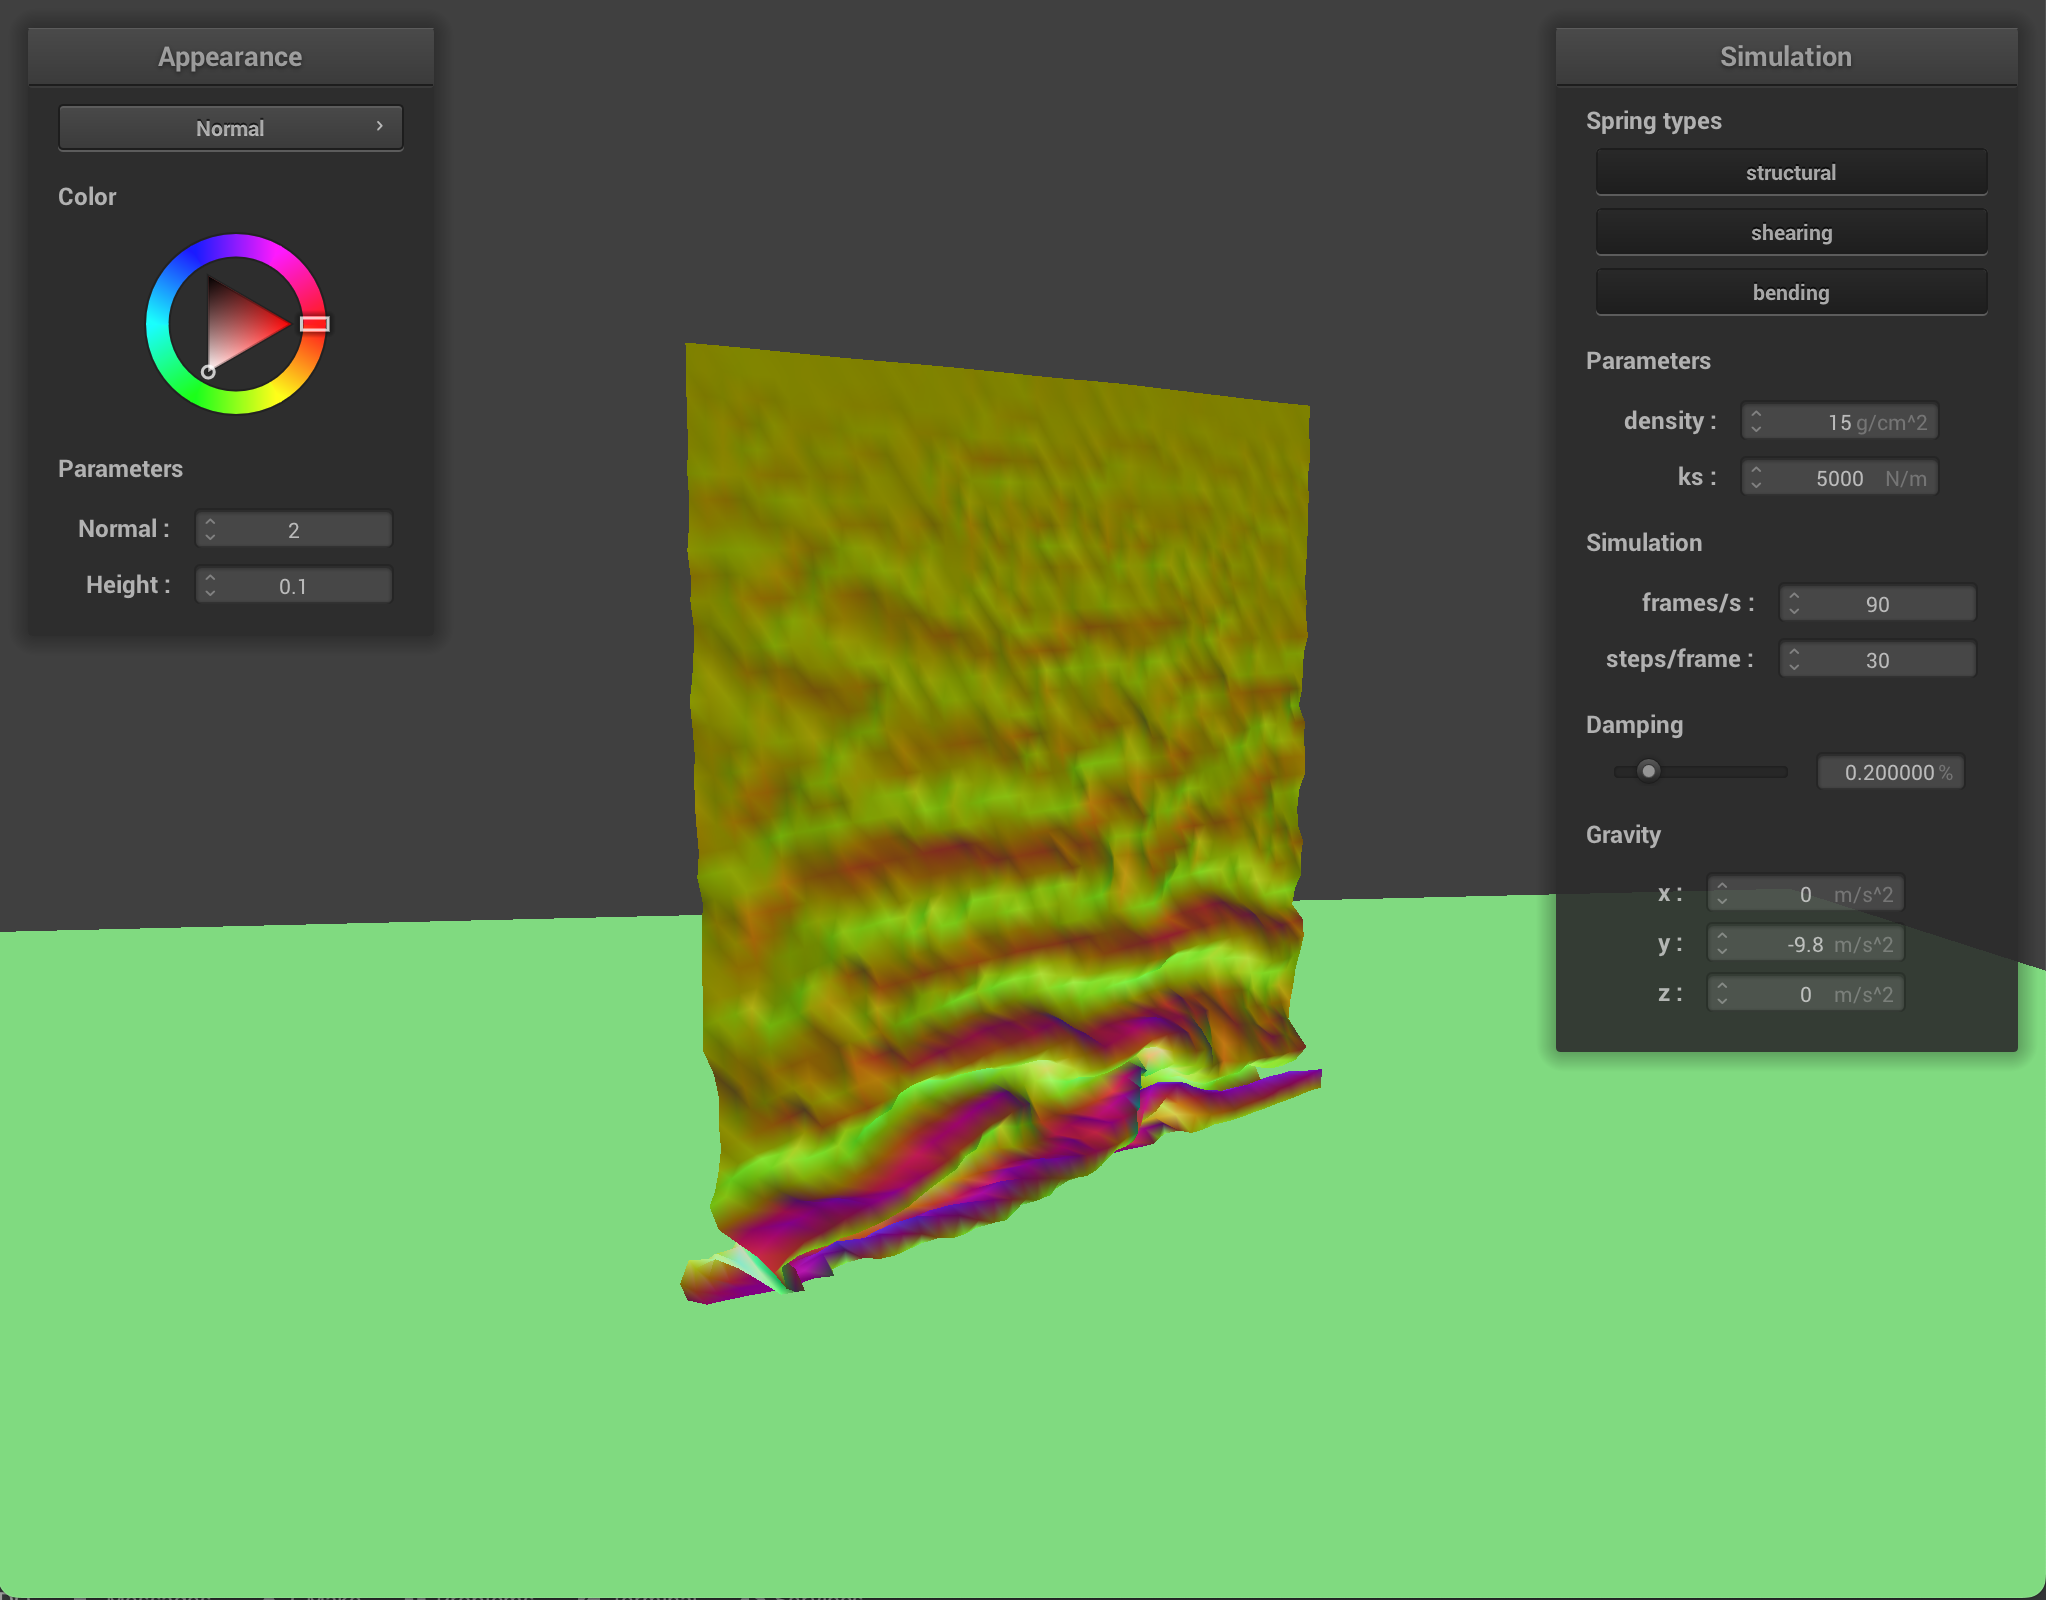 Appearance
Normal
Color
Parameters
Normal : 2
Height : 0.1
Simulation
Spring types
structural
shearing
bending
Parameters
density : 15 g/cm^2
ks : 5000 N/m
Simulation
frames/s : 90
steps/frame : 30
Damping
0.200000 %
Gravity
x : 0 m/s^2
y : -9.8 m/s^2
z : 0 m/s^2